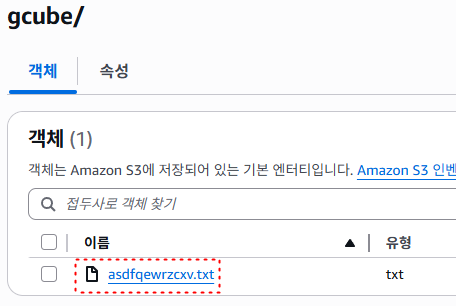 gcube/
객체
속성
객체 (1)
객체는 Amazon S3에 저장되어 있는 기본 엔터티입니다. Amazon S3 인벤
접두사로 객체 찾기
이름 ▲ 유형
asdfqewrzcxv.txt txt